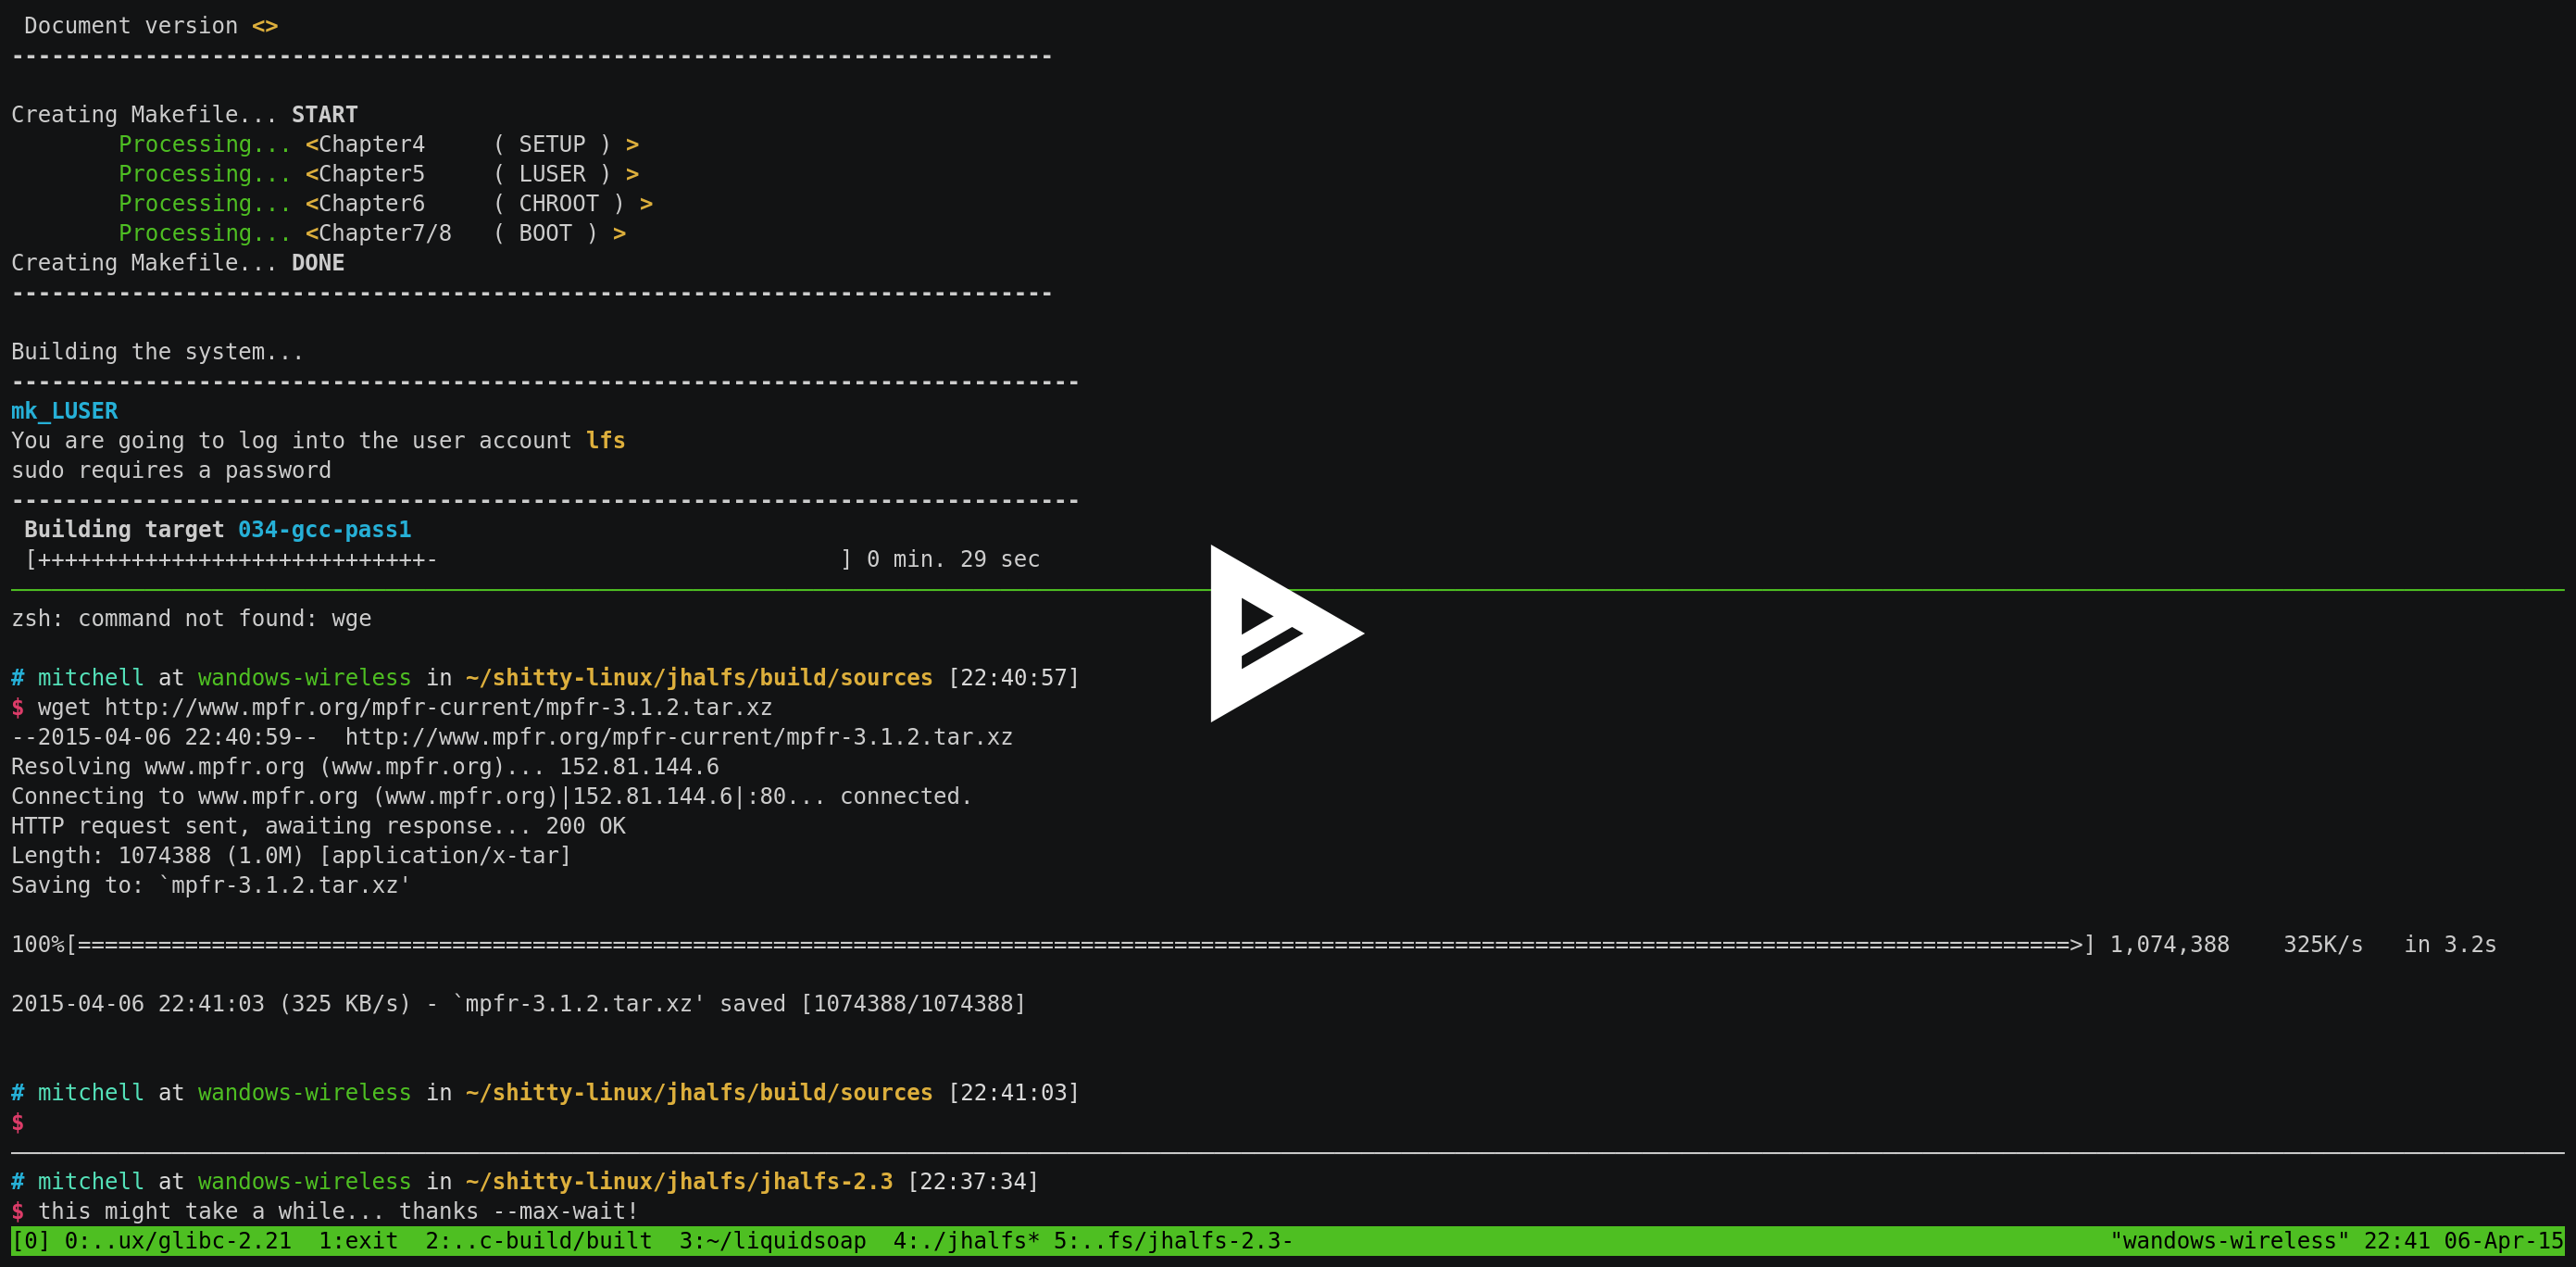 Document version <>
------------------------------------------------------------------------------
Creating Makefile... START
Processing... <Chapter4     ( SETUP ) >
Processing... <Chapter5     ( LUSER ) >
Processing... <Chapter6     ( CHROOT ) >
Processing... <Chapter7/8   ( BOOT ) >
Creating Makefile... DONE
------------------------------------------------------------------------------
Building the system...
--------------------------------------------------------------------------------
mk_LUSER
You are going to log into the user account lfs
sudo requires a password
--------------------------------------------------------------------------------
Building target 034-gcc-pass1
[+++++++++++++++++++++++++++++-                              ] 0 min. 29 sec
zsh: command not found: wge
# mitchell at wandows-wireless in ~/shitty-linux/jhalfs/build/sources [22:40:57]
$ wget http://www.mpfr.org/mpfr-current/mpfr-3.1.2.tar.xz
--2015-04-06 22:40:59--  http://www.mpfr.org/mpfr-current/mpfr-3.1.2.tar.xz
Resolving www.mpfr.org (www.mpfr.org)... 152.81.144.6
Connecting to www.mpfr.org (www.mpfr.org)|152.81.144.6|:80... connected.
HTTP request sent, awaiting response... 200 OK
Length: 1074388 (1.0M) [application/x-tar]
Saving to: `mpfr-3.1.2.tar.xz'
100%[=====================================================================================================================================================>] 1,074,388    325K/s   in 3.2s
2015-04-06 22:41:03 (325 KB/s) - `mpfr-3.1.2.tar.xz' saved [1074388/1074388]
# mitchell at wandows-wireless in ~/shitty-linux/jhalfs/build/sources [22:41:03]
$
# mitchell at wandows-wireless in ~/shitty-linux/jhalfs/jhalfs-2.3 [22:37:34]
$ this might take a while... thanks --max-wait!
[0] 0:..ux/glibc-2.21  1:exit  2:..c-build/built  3:~/liquidsoap  4:./jhalfs* 5:..fs/jhalfs-2.3-    "wandows-wireless" 22:41 06-Apr-15